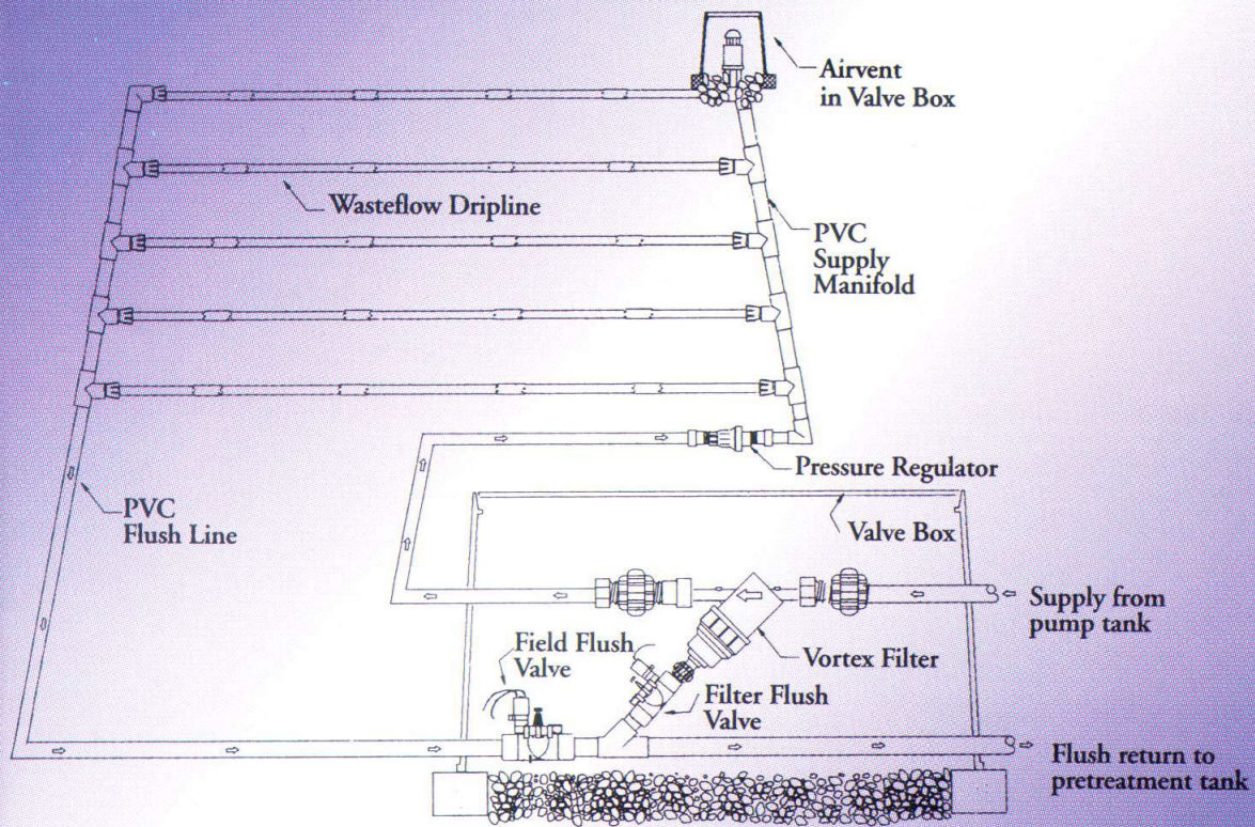 Airvent
in Valve Box
Wasteflow Dripline
PVC
Supply
Manifold
Pressure Regulator
PVC
Flush Line
Valve Box
Supply from
pump tank
Field Flush
Valve
Vortex Filter
Filter Flush
Valve
Flush return to
pretreatment tank